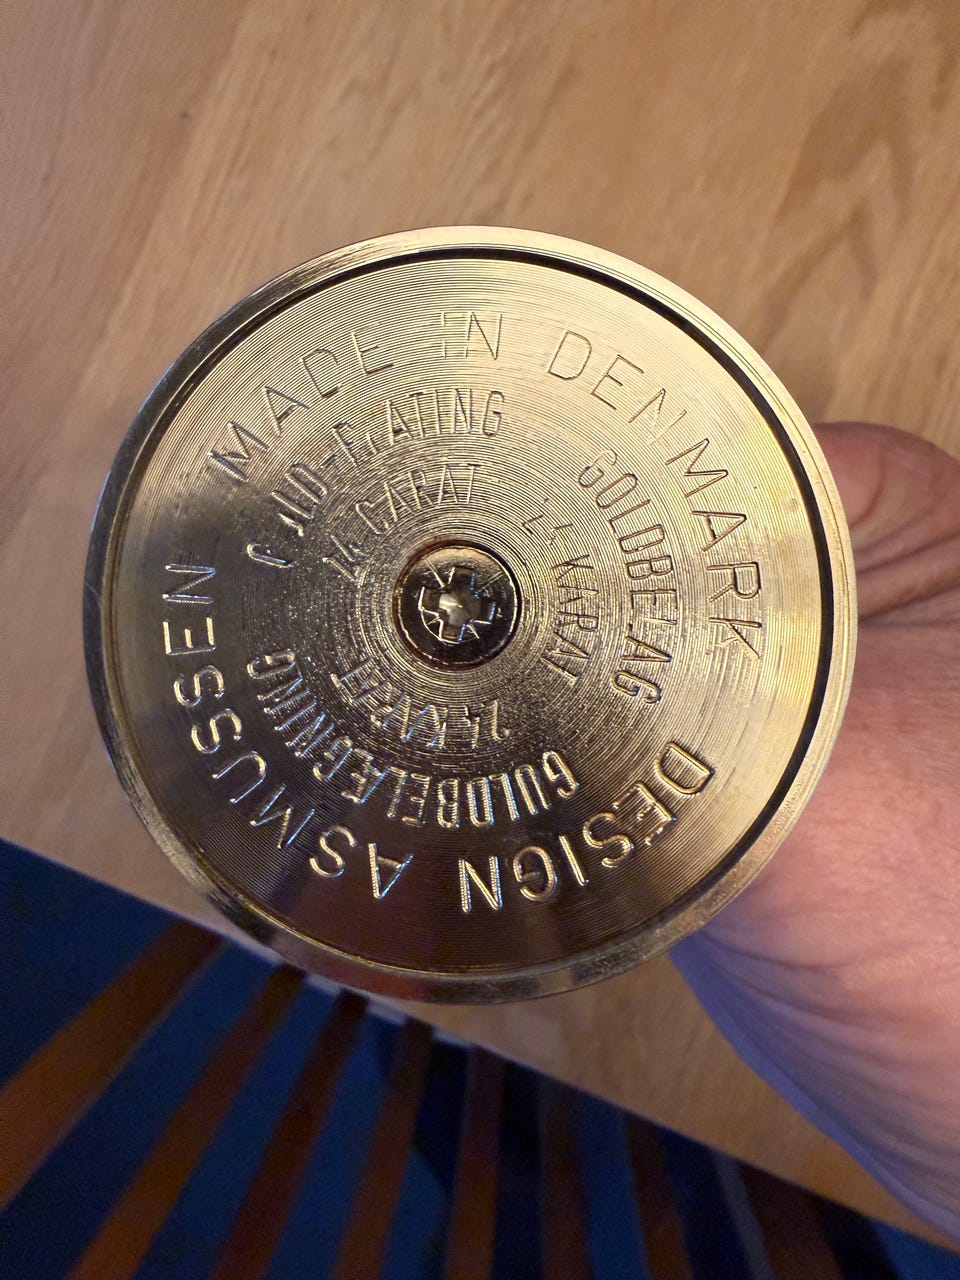 MADE IN DENMARK
DESIGN ASMUSSEN
GOLD-PLATING
24 CARAT
GOLDBELAG
24 KARAT
GULDBELÆGNING
24 KARAT